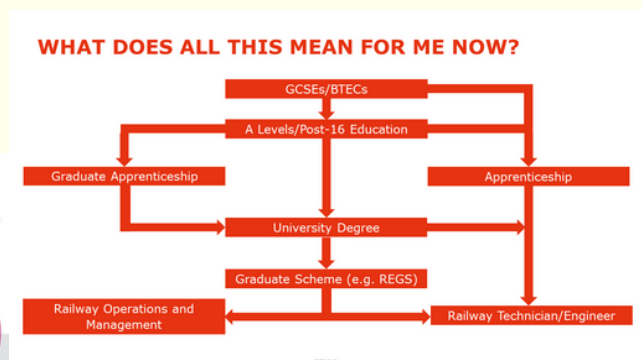 WHAT DOES ALL THIS MEAN FOR ME NOW?
GCSEs/BTECs
A Levels/Post-16 Education
Graduate Apprenticeship
Apprenticeship
University Degree
Graduate Scheme (e.g. REGS)
Railway Operations and
Management
Railway Technician/Engineer